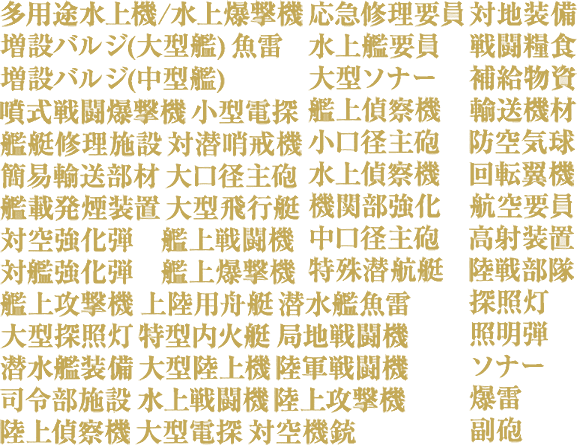 多用途水上機/水上爆撃機 応急修理要員 対地装備
増設バルジ(大型艦) 魚雷 水上艦要員 戦闘糧食
増設バルジ(中型艦) 大型ソナー 補給物資
噴式戦闘爆撃機 小型電探 艦上偵察機 輸送機材
艦艇修理施設 対潜哨戒機 小口径主砲 防空気球
簡易輸送部材 大口径主砲 水上偵察機 回転翼機
艦載発煙装置 大型飛行艇 機関部強化 航空要員
対空強化弾 艦上戦闘機 中口径主砲 高射装置
対艦強化弾 艦上爆撃機 特殊潜航艇 陸戦部隊
艦上攻撃機 上陸用舟艇 潜水艦魚雷 探照灯
大型探照灯 特型内火艇 局地戦闘機 照明弾
潜水艦装備 大型陸上機 陸軍戦闘機 ソナー
司令部施設 水上戦闘機 陸上攻撃機 爆雷
陸上偵察機 大型電探 対空機銃 副砲